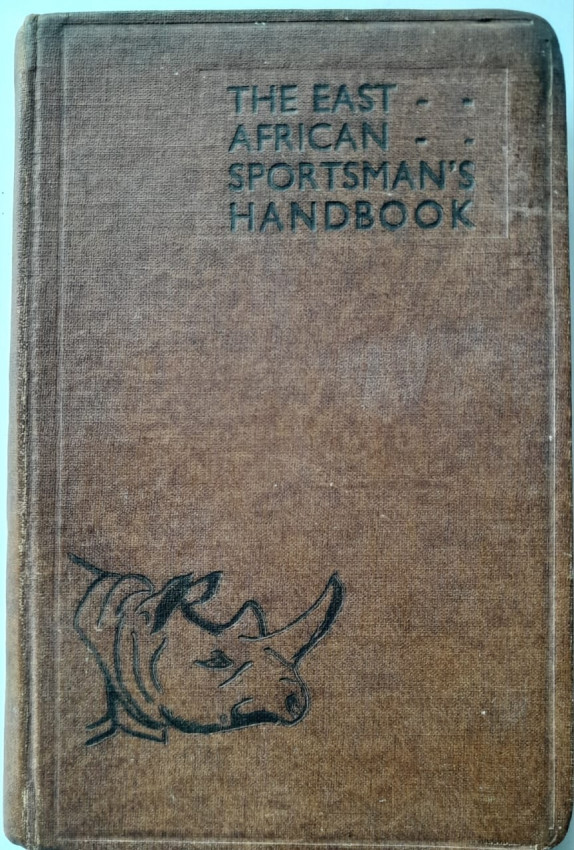 THE EAST - -
AFRICAN - -
SPORTSMAN'S
HANDBOOK